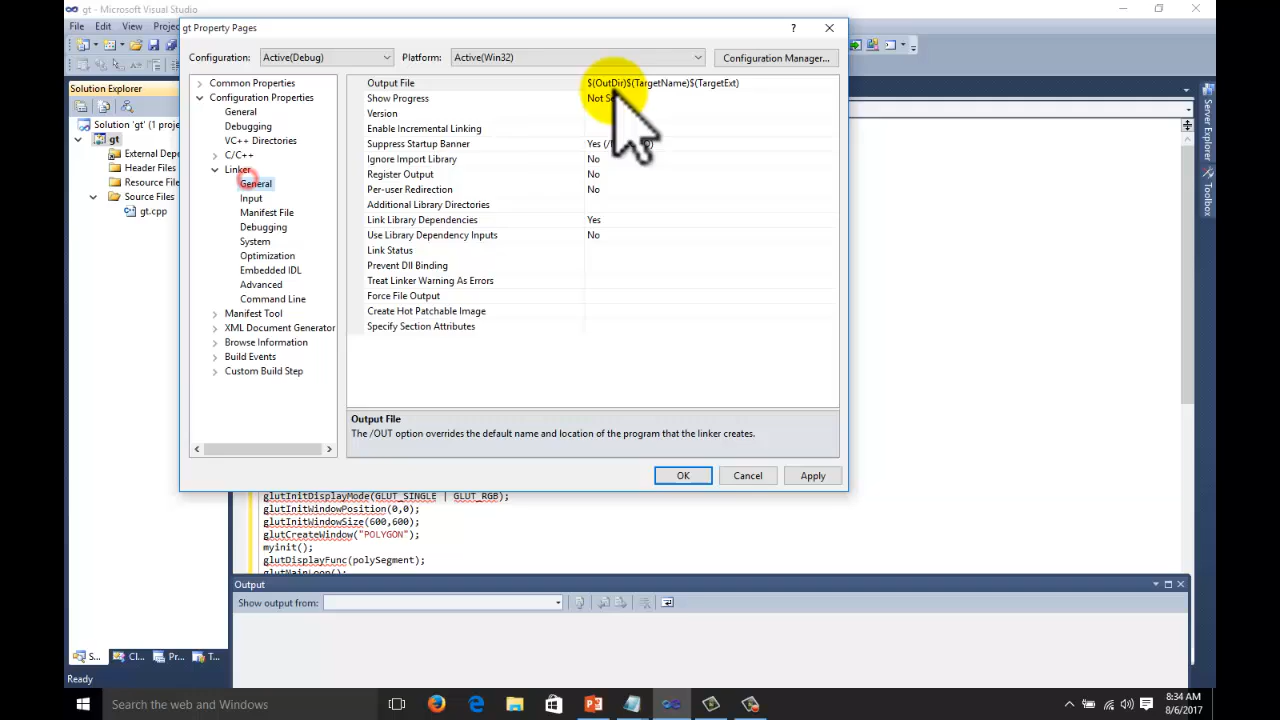 gt - Microsoft Visual Studio
File Edit View Projec
gt Property Pages
?
Configuration: Active(Debug) Platform: Active(Win32) Configuration Manager...
Solution Explorer
Solution 'gt' (1 proje
gt
External Depe
Header Files
Resource File
Source Files
gt.cpp
Common Properties
Configuration Properties
General
Debugging
VC++ Directories
C/C++
Linker
General
Input
Manifest File
Debugging
System
Optimization
Embedded IDL
Advanced
Command Line
Manifest Tool
XML Document Generator
Browse Information
Build Events
Custom Build Step
Output File $(OutDir)$(TargetName)$(TargetExt)
Show Progress Not Se
Version
Enable Incremental Linking
Suppress Startup Banner Yes
Ignore Import Library No
Register Output No
Per-user Redirection No
Additional Library Directories
Link Library Dependencies Yes
Use Library Dependency Inputs No
Link Status
Prevent Dll Binding
Treat Linker Warning As Errors
Force File Output
Create Hot Patchable Image
Specify Section Attributes
Output File
The /OUT option overrides the default name and location of the program that the linker creates.
OK Cancel Apply
Server Explorer
Toolbox
glutInitDisplayMode(GLUT_SINGLE | GLUT_RGB);
glutInitWindowPosition(0,0);
glutInitWindowSize(600,600);
glutCreateWindow("POLYGON");
myinit();
glutDisplayFunc(polySegment);
glutMainLoop();
Output
Show output from:
S... Cl... Pr... T...
Ready
Search the web and Windows
8:34 AM
8/6/2017